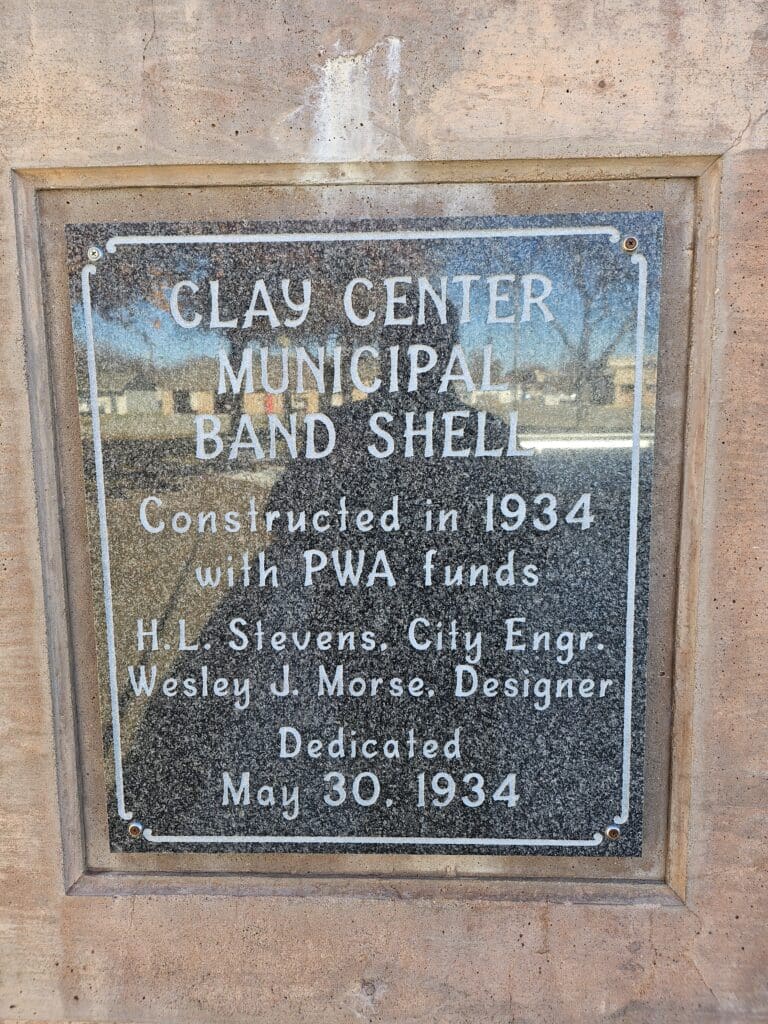 CLAY CENTER
MUNICIPAL
BAND SHELL
Constructed in 1934
with PWA funds
H.L. Stevens, City Engr.
Wesley J. Morse, Designer
Dedicated
May 30, 1934